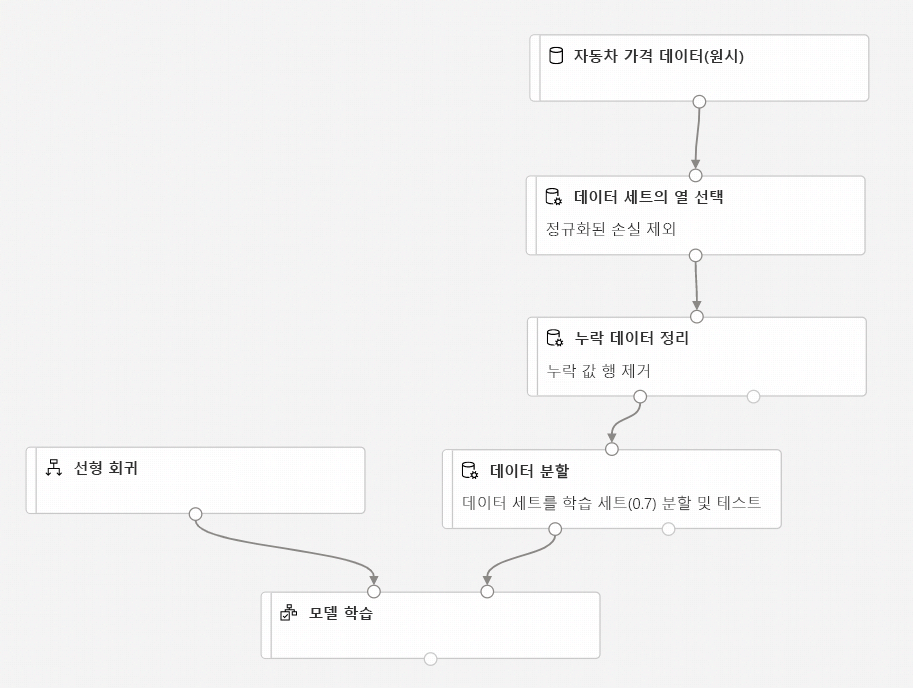 자동차 가격 데이터(원시)
데이터 세트의 열 선택
정규화된 손실 제외
누락 데이터 정리
누락 값 행 제거
선형 회귀
데이터 분할
데이터 세트를 학습 세트(0.7) 분할 및 테스트
모델 학습